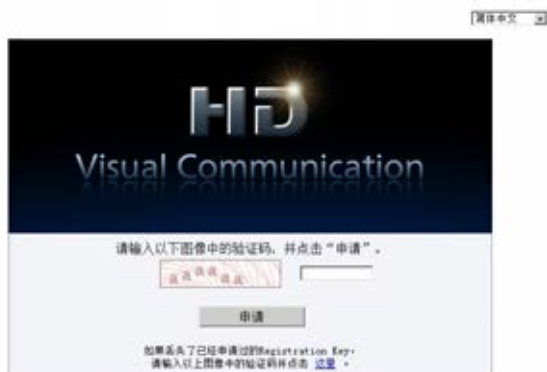 简体中文
HD
Visual Communication
请输入以下图像中的验证码，并点击“申请”。
申请
如果丢失了已经申请过的Registration Key,
请输入以上图像中的验证码并点击 这里 。